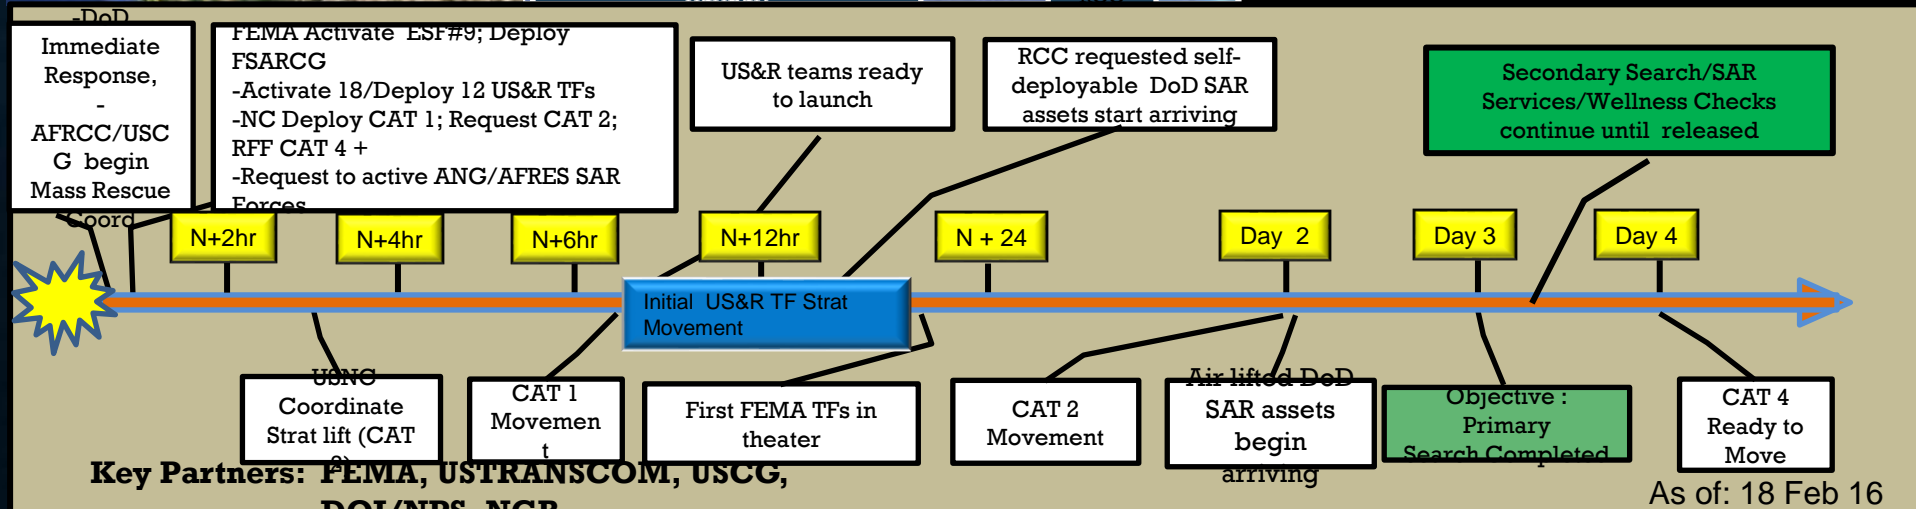 -DoD
Immediate
Response,
-
AFRCC/USC
G begin
Mass Rescue
Coord
FEMA Activate ESF#9; Deploy
FSARCG
-Activate 18/Deploy 12 US&R TFs
-NC Deploy CAT 1; Request CAT 2;
RFF CAT 4 +
-Request to active ANG/AFRES SAR
Forces
US&R teams ready
to launch
RCC requested self-
deployable DoD SAR
assets start arriving
Secondary Search/SAR
Services/Wellness Checks
continue until released
N+2hr
N+4hr
N+6hr
N+12hr
N + 24
Day 2
Day 3
Day 4
Initial US&R TF Strat
Movement
USNC
Coordinate
Strat lift (CAT
2)
CAT 1
Movemen
t
First FEMA TFs in
theater
CAT 2
Movement
Air lifted DoD
SAR assets
begin
arriving
Objective :
Primary
Search Completed
CAT 4
Ready to
Move
Key Partners: FEMA, USTRANSCOM, USCG,
DOI/NPS, NGB
As of: 18 Feb 16